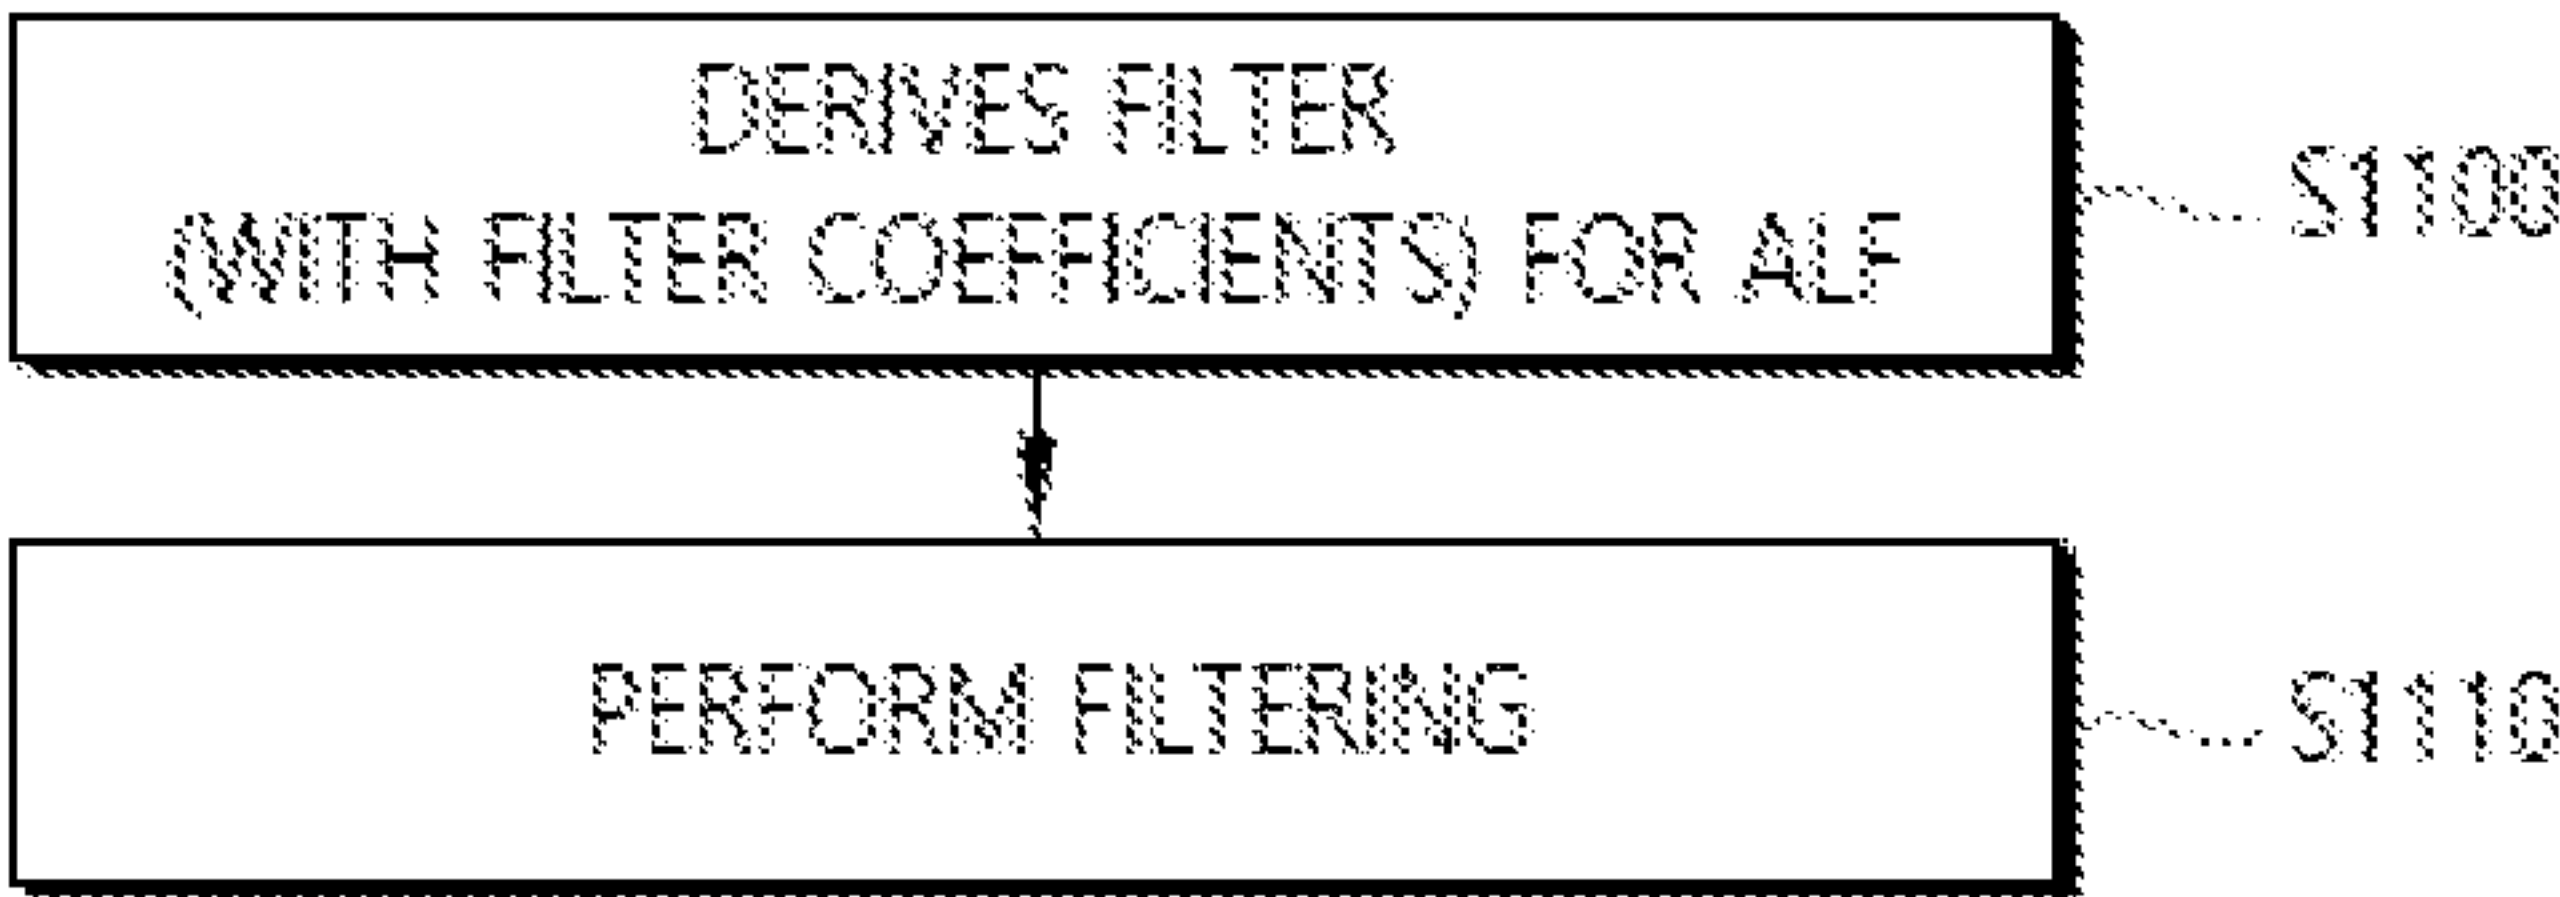 DERIVES FILTER
(WITH FILTER COEFFICIENTS) FOR ALF
S1100
PERFORM FILTERING
S1110